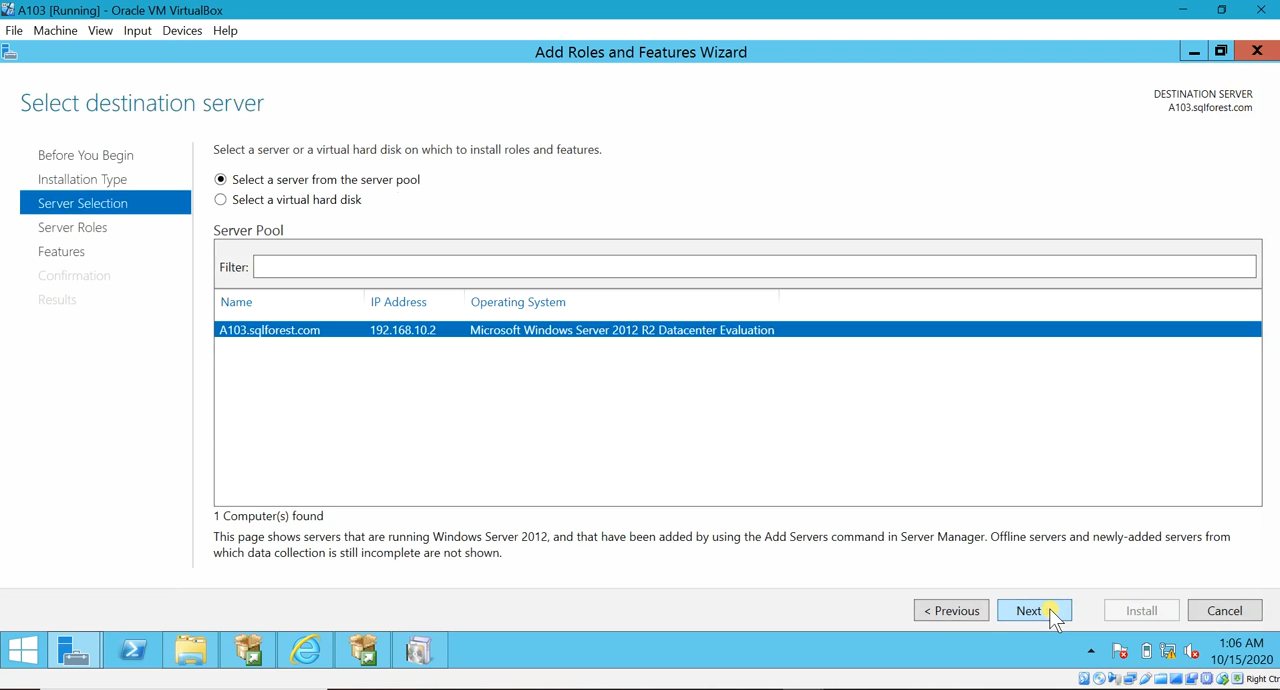 A103 [Running] - Oracle VM VirtualBox
File Machine View Input Devices Help
Add Roles and Features Wizard
Select destination server
DESTINATION SERVER
A103.sqlforest.com
Before You Begin
Installation Type
Server Selection
Server Roles
Features
Confirmation
Results
Select a server or a virtual hard disk on which to install roles and features.
Select a server from the server pool
Select a virtual hard disk
Server Pool
Filter:
Name IP Address Operating System
A103.sqlforest.com 192.168.10.2 Microsoft Windows Server 2012 R2 Datacenter Evaluation
1 Computer(s) found
This page shows servers that are running Windows Server 2012, and that have been added by using the Add Servers command in Server Manager. Offline servers and newly-added servers from
which data collection is still incomplete are not shown.
< Previous Next Install Cancel
1:06 AM
10/15/2020
Right Ctr